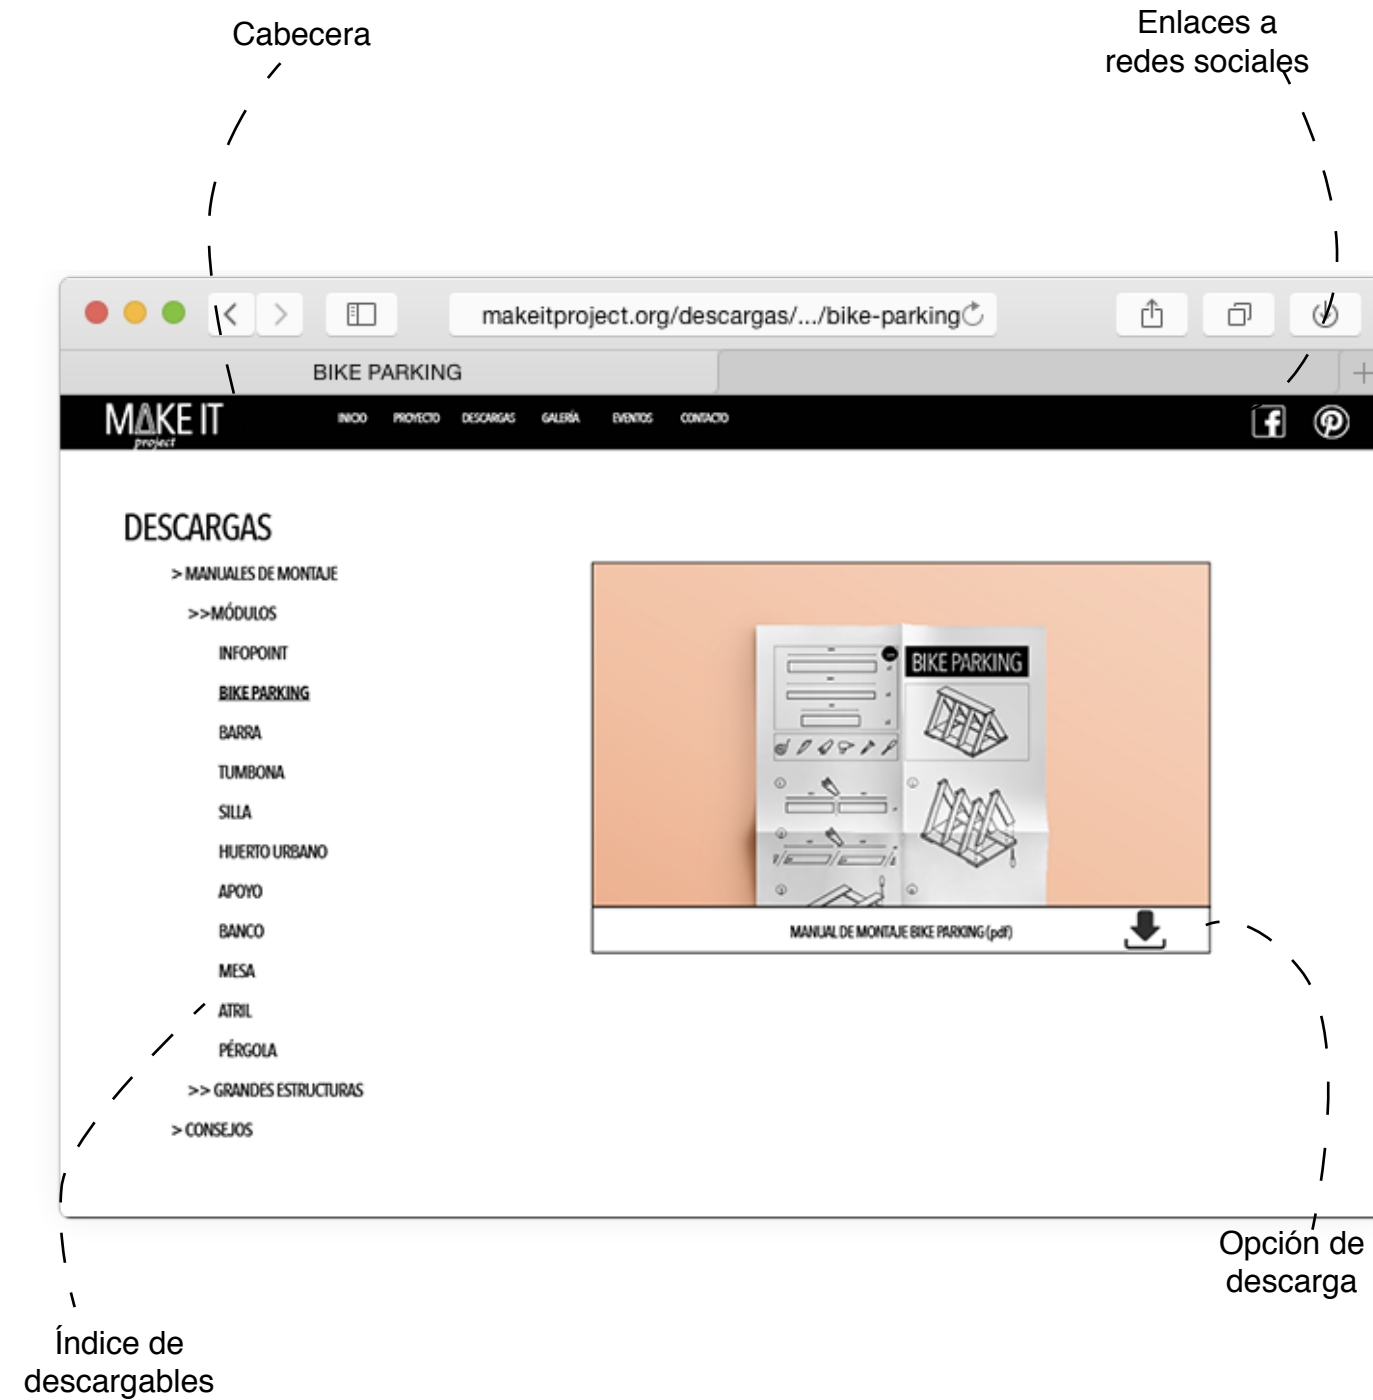 Cabecera
Enlaces a
redes sociales
makeitproject.org/descargas/.../bike-parking
BIKE PARKING
MAKE IT
project
INICIO PROYECTO DESCARGAS GALERÍA EVENTOS CONTACTO
DESCARGAS
> MANUALES DE MONTAJE
>>MÓDULOS
INFOPOINT
BIKE PARKING
BARRA
TUMBONA
SILLA
HUERTO URBANO
APOYO
BANCO
MESA
ATRIL
PÉRGOLA
>> GRANDES ESTRUCTURAS
> CONSEJOS
BIKE PARKING
MANUAL DE MONTAJE BIKE PARKING (pdf)
Opción de
descarga
Índice de
descargables